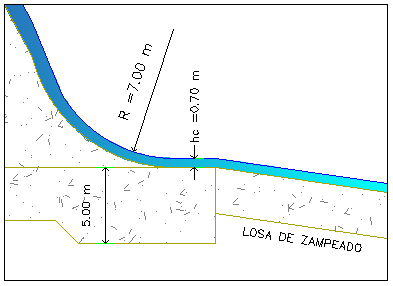 R =7.00 m
hc =0.70 m
5.00 m
LOSA DE ZAMPEADO